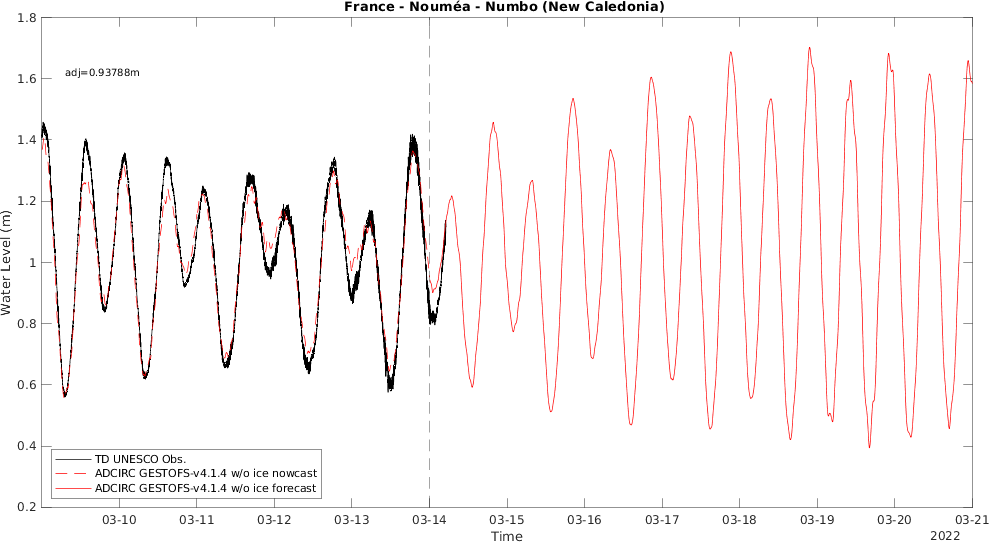 France - Nouméa - Numbo (New Caledonia)
1.8
1.6
1.4
1.2
1
0.8
0.6
0.4
0.2
Water Level (m)
adj=0.93788m
TD UNESCO Obs.
ADCIRC GESTOFS-v4.1.4 w/o ice nowcast
ADCIRC GESTOFS-v4.1.4 w/o ice forecast
03-10 03-11 03-12 03-13 03-14 03-15 03-16 03-17 03-18 03-19 03-20 03-21
Time
2022